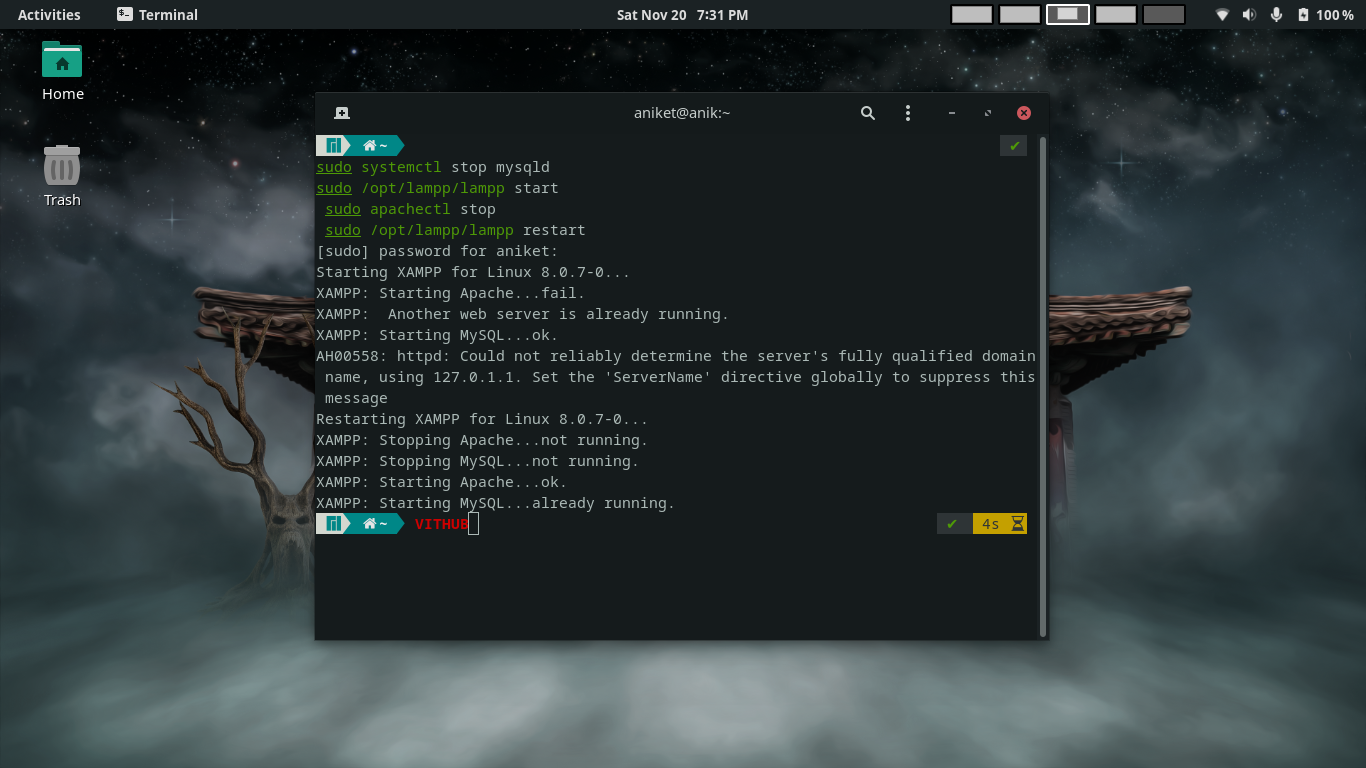 Activities
Terminal
Sat Nov 20 7:31 PM
100 %
Home
Trash
aniket@anik:~
~
sudo systemctl stop mysqld
sudo /opt/lampp/lampp start
sudo apachectl stop
sudo /opt/lampp/lampp restart
[sudo] password for aniket:
Starting XAMPP for Linux 8.0.7-0...
XAMPP: Starting Apache...fail.
XAMPP:  Another web server is already running.
XAMPP: Starting MySQL...ok.
AH00558: httpd: Could not reliably determine the server's fully qualified domain
name, using 127.0.1.1. Set the 'ServerName' directive globally to suppress this
message
Restarting XAMPP for Linux 8.0.7-0...
XAMPP: Stopping Apache...not running.
XAMPP: Stopping MySQL...not running.
XAMPP: Starting Apache...ok.
XAMPP: Starting MySQL...already running.
~ VITHUB 4s